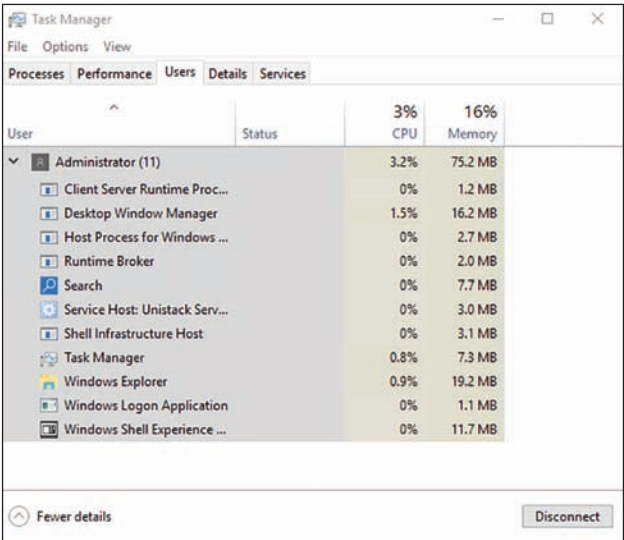 Task Manager
File Options View
Processes Performance Users Details Services
3% 16%
User Status CPU Memory
Administrator (11) 3.2% 75.2 MB
Client Server Runtime Proc... 0% 1.2 MB
Desktop Window Manager 1.5% 16.2 MB
Host Process for Windows ... 0% 2.7 MB
Runtime Broker 0% 2.0 MB
Search 0% 7.7 MB
Service Host: Unistack Serv... 0% 3.0 MB
Shell Infrastructure Host 0% 3.1 MB
Task Manager 0.8% 7.3 MB
Windows Explorer 0.9% 19.2 MB
Windows Logon Application 0% 1.1 MB
Windows Shell Experience ... 0% 11.7 MB
Fewer details Disconnect